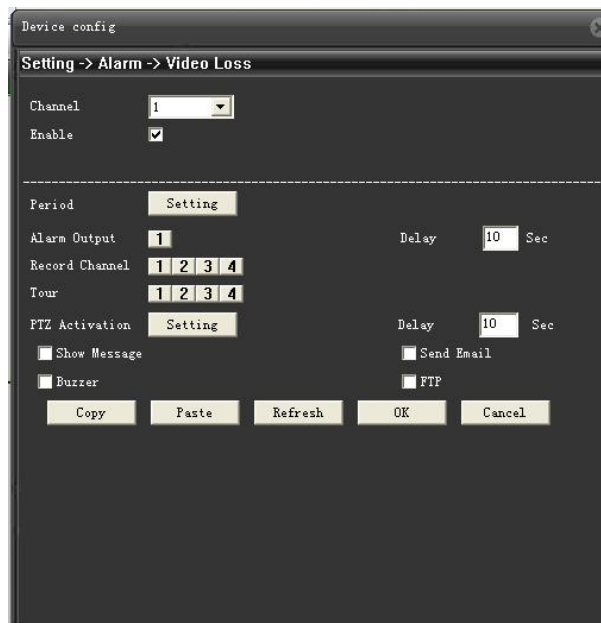 Device config
Setting -> Alarm -> Video Loss
Channel 1
Enable
Period Setting
Alarm Output 1 Delay 10 Sec
Record Channel 1 2 3 4
Tour 1 2 3 4
PTZ Activation Setting Delay 10 Sec
Show Message Send Email
Buzzer FTP
Copy Paste Refresh OK Cancel